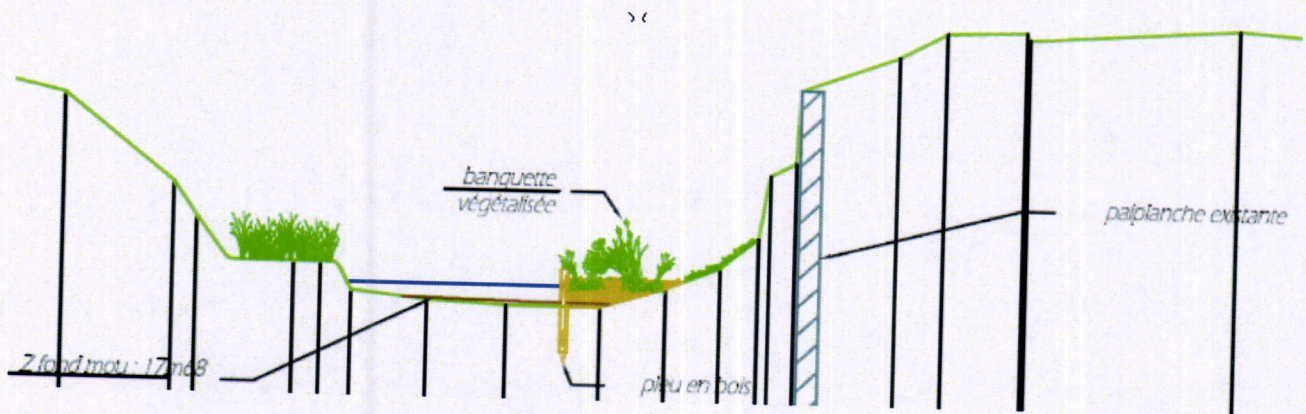 banquette
végétalisée
palplanche existante
Z fond mou : 17m68
pieu en bois